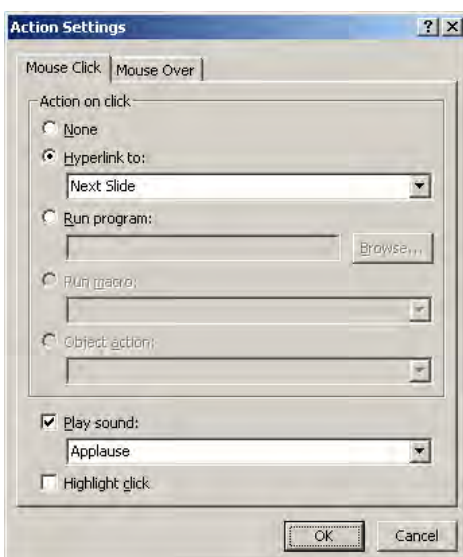 Action Settings
Mouse Click Mouse Over
Action on click
None
Hyperlink to:
Next Slide
Run program:
Browse...
Run macro:
Object action:
Play sound:
Applause
Highlight click
OK Cancel